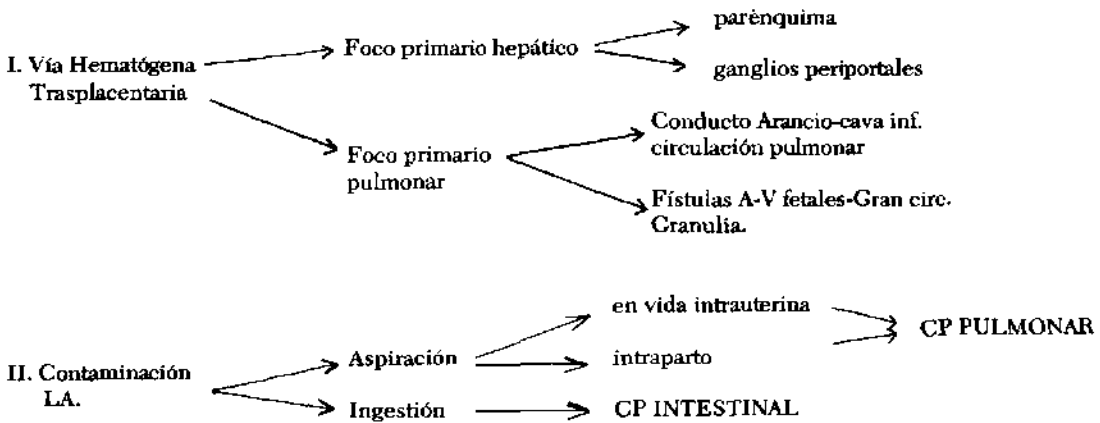 I. Vía Hematógena
Trasplacentaria
Foco primario hepático
parénquima
ganglios periportales
Foco primario
pulmonar
Conducto Arancio-cava inf.
circulación pulmonar
Fístulas A-V fetales-Gran circ.
Granulia.
II. Contaminación
LA.
Aspiración
en vida intrauterina
intraparto
CP PULMONAR
Ingestión
CP INTESTINAL